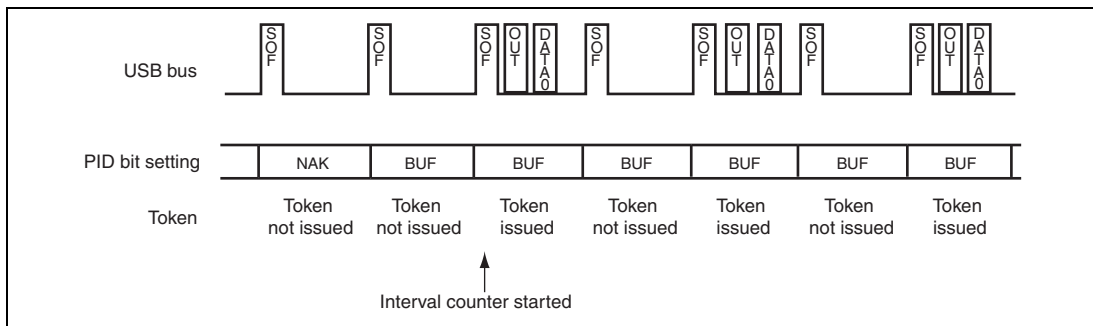 USB bus
SOF
SOF
SOF
OUT
DATA0
SOF
SOF
OUT
DATA0
SOF
SOF
OUT
DATA0
PID bit setting
NAK
BUF
BUF
BUF
BUF
BUF
BUF
Token
Token
not issued
Token
not issued
Token
issued
Token
not issued
Token
issued
Token
not issued
Token
issued
Interval counter started